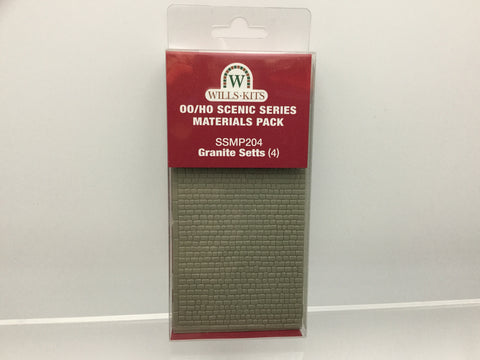 W
WILLS·KITS
OO/HO SCENIC SERIES
MATERIALS PACK
SSMP204
Granite Setts (4)